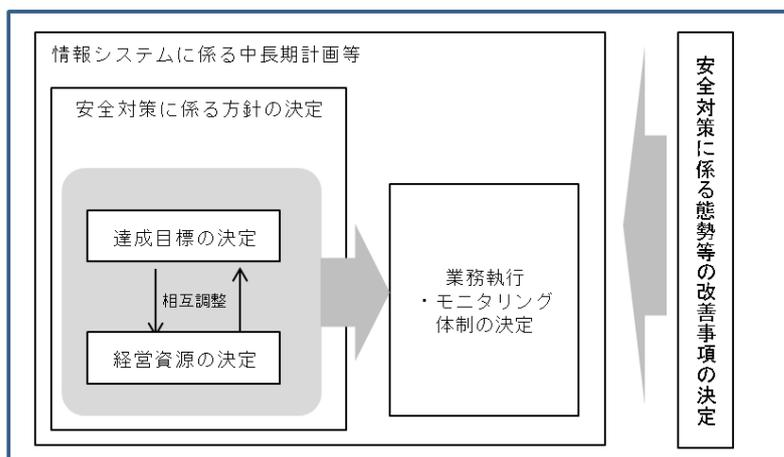 情報システムに係る中長期計画等
安全対策に係る方針の決定
達成目標の決定
相互調整
経営資源の決定
業務執行
・モニタリング
体制の決定
安全対策に係る態勢等の改善事項の決定